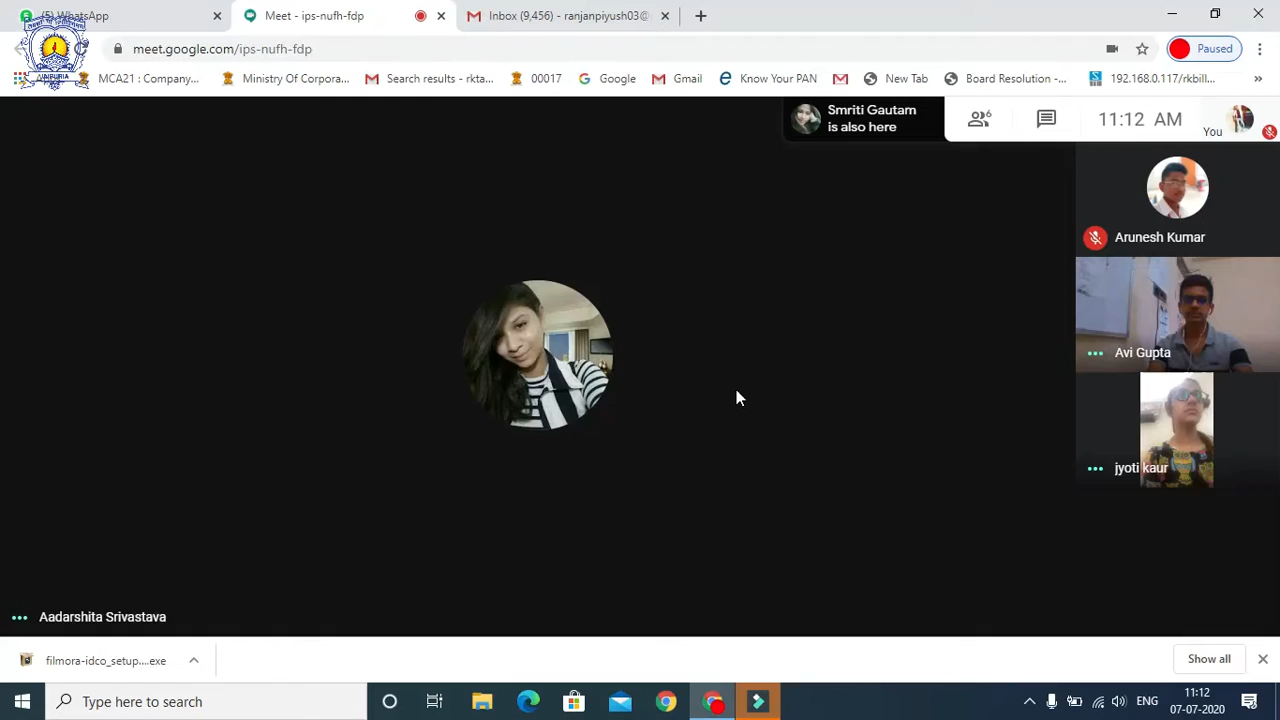 (5) WhatsApp
Meet - ips-nufh-fdp
Inbox (9,456) - ranjanpiyush03@
meet.google.com/ips-nufh-fdp
Paused
MCA21 : Company...
Ministry Of Corpora...
Search results - rkta...
00017
Google
Gmail
Know Your PAN
New Tab
Board Resolution -...
192.168.0.117/rkbill...
Smriti Gautam
is also here
6
11:12 AM
You
Arunesh Kumar
Avi Gupta
jyoti kaur
Aadarshita Srivastava
filmora-idco_setup....exe
Show all
Type here to search
ENG
11:12
07-07-2020